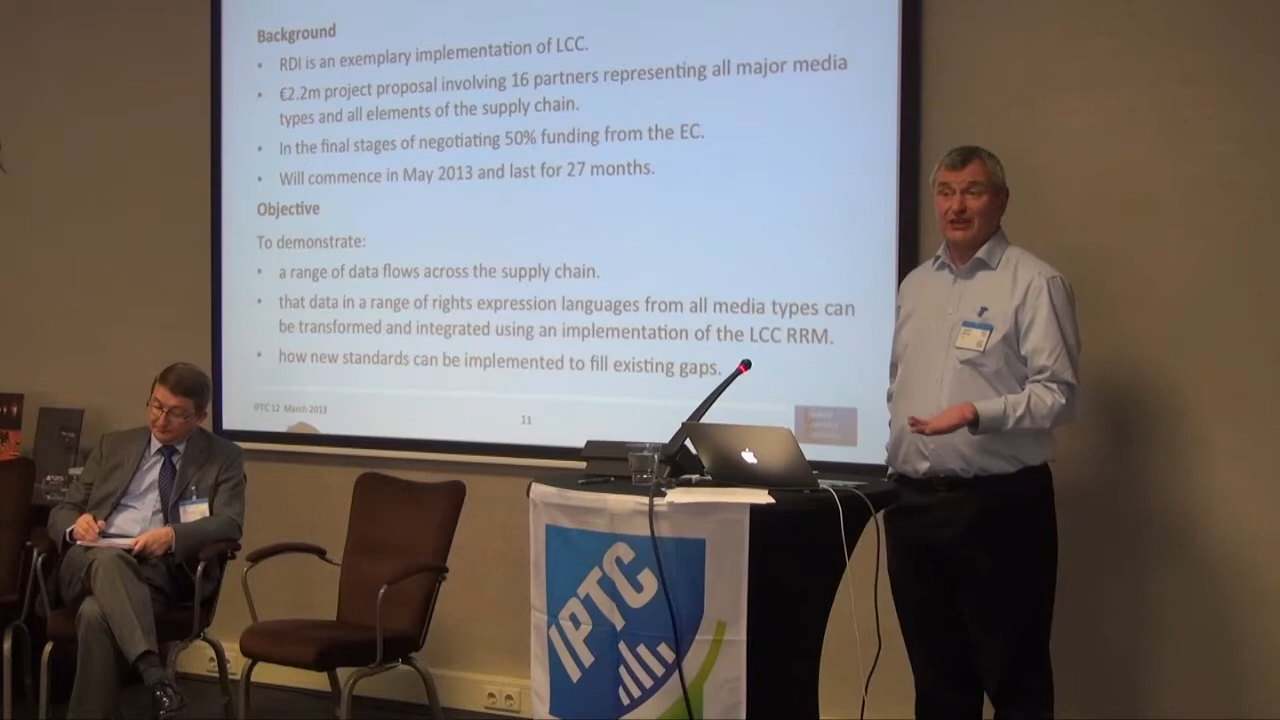 Background
• RDI is an exemplary implementation of LCC.
• €2.2m project proposal involving 16 partners representing all major media
types and all elements of the supply chain.
• In the final stages of negotiating 50% funding from the EC.
• Will commence in May 2013 and last for 27 months.
Objective
To demonstrate:
• a range of data flows across the supply chain.
• that data in a range of rights expression languages from all media types can
be transformed and integrated using an implementation of the LCC RRM.
• how new standards can be implemented to fill existing gaps.
IPTC 12 March 2013
11
IPTC